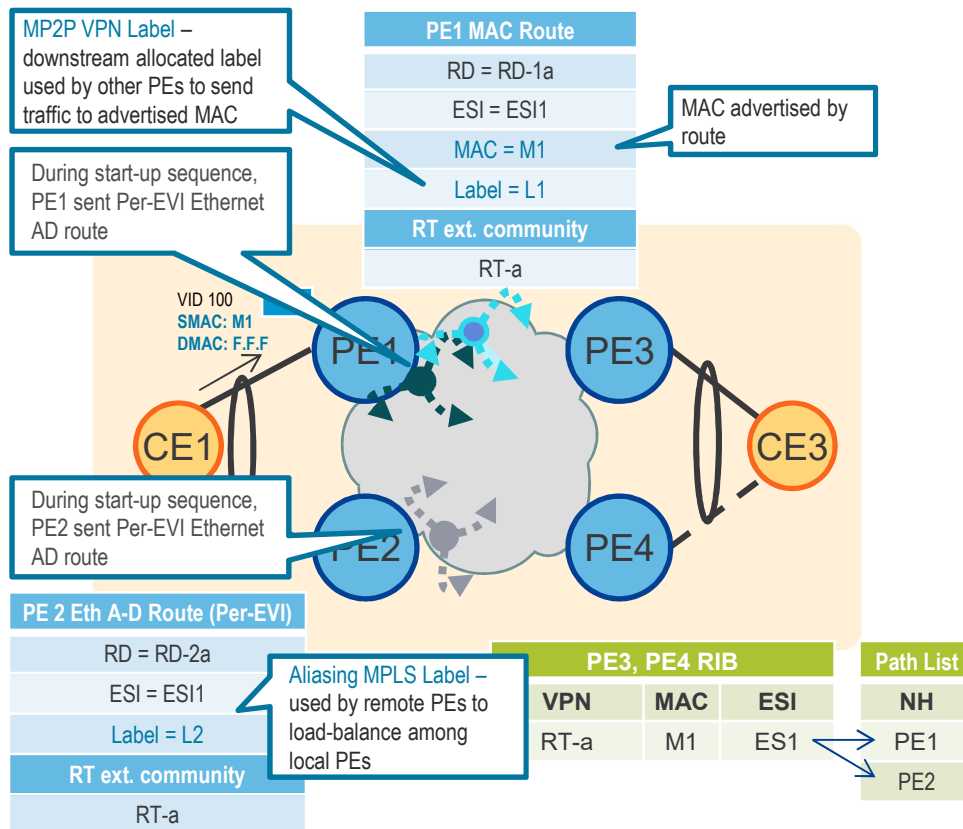 MP2P VPN Label –
downstream allocated label
used by other PEs to send
traffic to advertised MAC
PE1 MAC Route
RD = RD-1a
ESI = ESI1
MAC = M1
Label = L1
RT ext. community
RT-a
MAC advertised by
route
During start-up sequence,
PE1 sent Per-EVI Ethernet
AD route
VID 100
SMAC: M1
DMAC: F.F.F
PE1
PE3
CE1
CE3
During start-up sequence,
PE2 sent Per-EVI Ethernet
AD route
PE2
PE4
PE 2 Eth A-D Route (Per-EVI)
RD = RD-2a
ESI = ESI1
Label = L2
RT ext. community
RT-a
Aliasing MPLS Label –
used by remote PEs to
load-balance among
local PEs
PE3, PE4 RIB
VPN MAC ESI
RT-a M1 ES1
Path List
NH
PE1
PE2